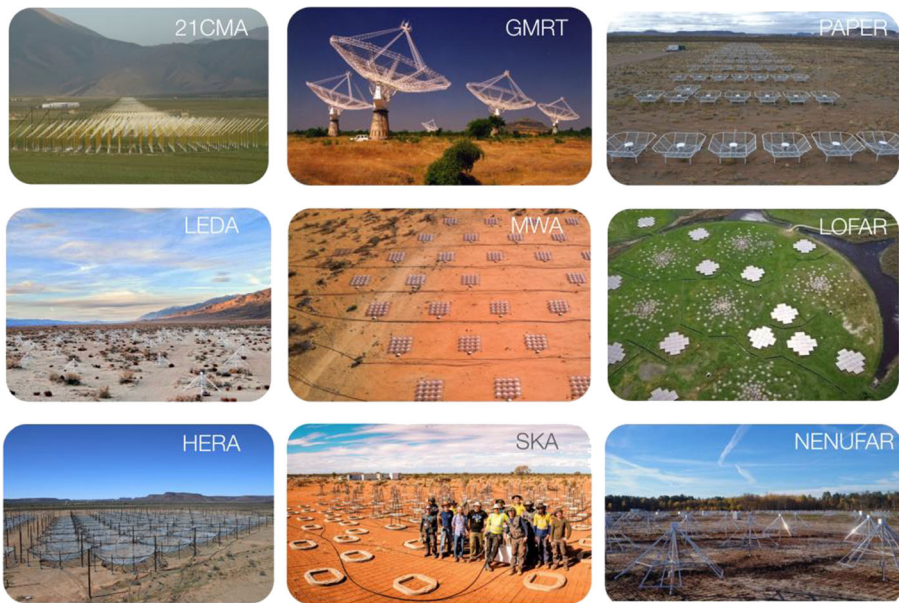 21CMA
GMRT
PAPER
LEDA
MWA
LOFAR
HERA
SKA
NENUFAR